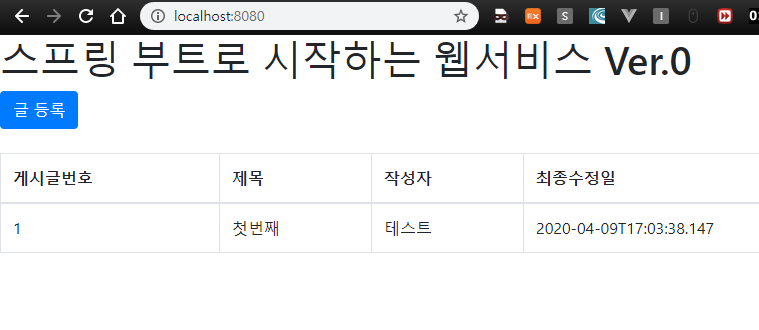 localhost:8080
스프링 부트로 시작하는 웹서비스 Ver.0
글 등록
게시글번호 제목 작성자 최종수정일
1 첫번째 테스트 2020-04-09T17:03:38.147